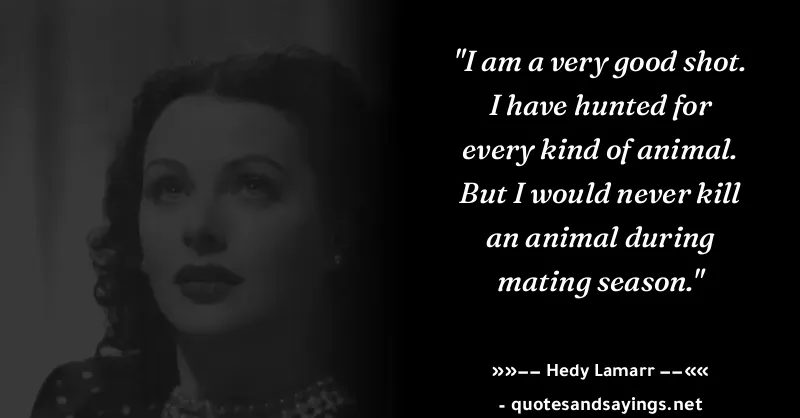 "I am a very good shot.
I have hunted for
every kind of animal.
But I would never kill
an animal during
mating season."
»»−− Hedy Lamarr −−««
- quotesandsayings.net